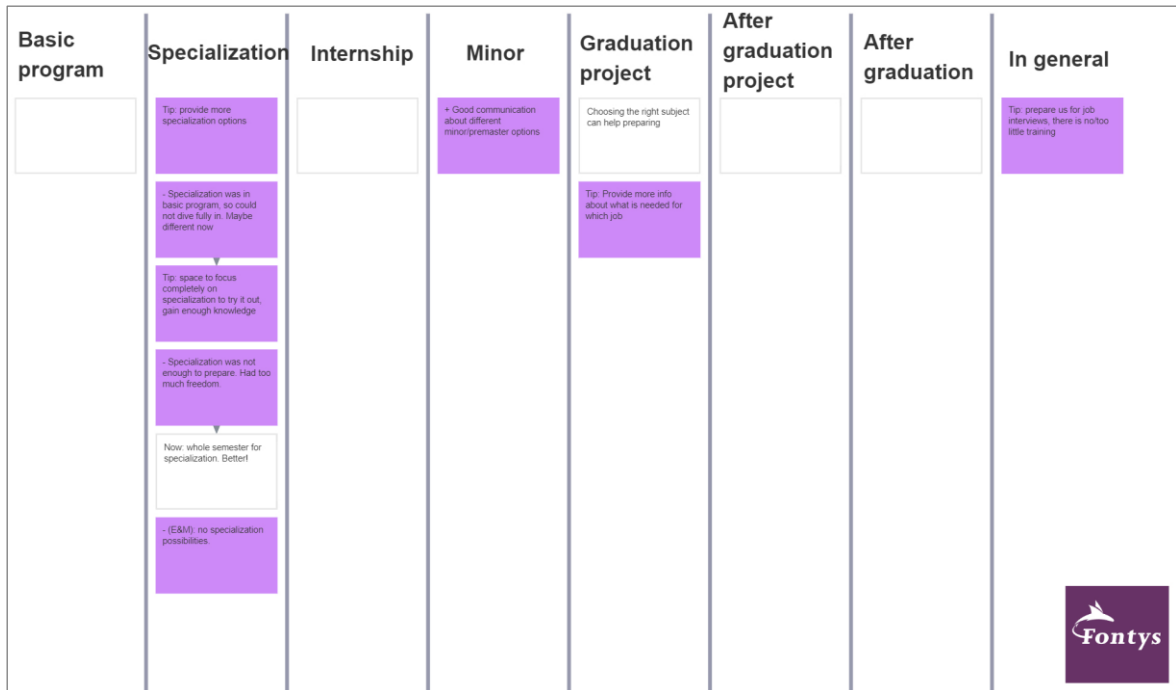 Basic
program
Specialization
Internship
Minor
Graduation
project
After
graduation
project
After
graduation
In general
Tip: provide more
specialization options
- Specialization was in
basic program, so could
not dive fully in. Maybe
different now
Tip: space to focus
completely on
specialization to try it out,
gain enough knowledge
- Specialization was not
enough to prepare. Had too
much freedom.
Now: whole semester for
specialization. Better!
- (E&M): no specialization
possibilities.
+ Good communication
about different
minor/premaster options
Choosing the right subject
can help preparing
Tip: Provide more info
about what is needed for
which job
Tip: prepare us for job
interviews, there is no/too
little training
Fontys